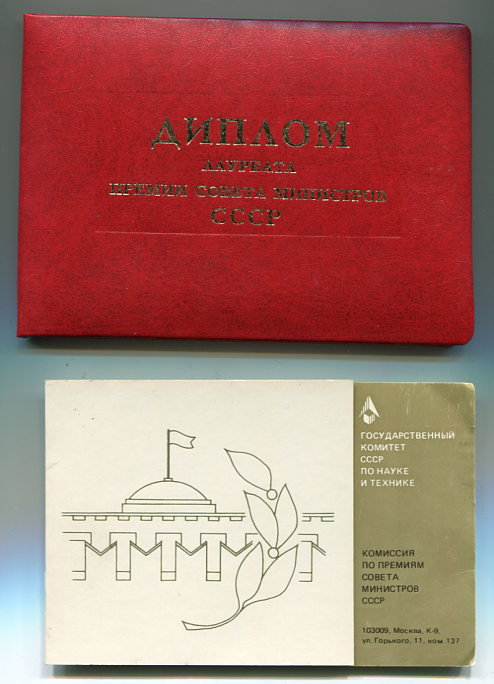 ДИПЛОМ
ЛАУРЕАТА
ПРЕМИИ СОВЕТА МИНИСТРОВ
СССР
ГОСУДАРСТВЕННЫЙ
КОМИТЕТ
СССР
ПО НАУКЕ
И ТЕХНИКЕ
КОМИССИЯ
ПО ПРЕМИЯМ
СОВЕТА
МИНИСТРОВ
СССР
103009, Москва, К-9,
ул. Горького, 11, ком. 137